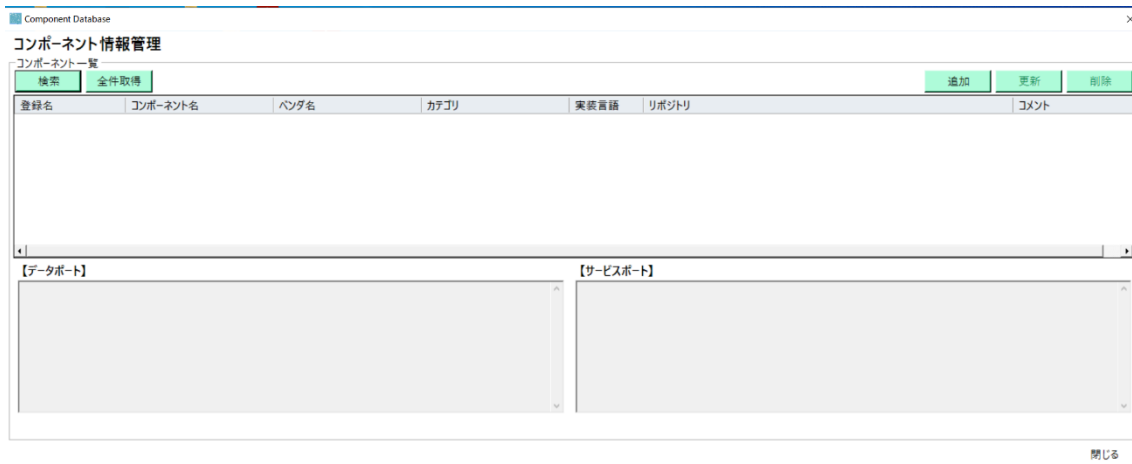 Component Database
コンポーネント情報管理
コンポーネント一覧
検索 全件取得 追加 更新 削除
登録名 コンポーネント名 ベンダ名 カテゴリ 実装言語 リポジトリ コメント
【データポート】 【サービスポート】
閉じる